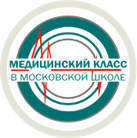 МЕДИЦИНСКИЙ КЛАСС
В МОСКОВСКОЙ ШКОЛЕ